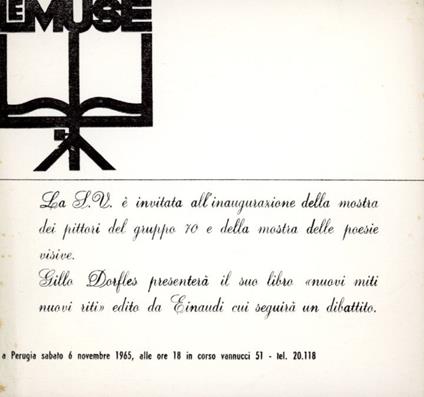 LE MUSE
La S.V. è invitata all'inaugurazione della mostra
dei pittori del gruppo 70 e della mostra delle poesie
visive.
Gillo Dorfles presenterà il suo libro «nuovi miti
nuovi riti» edito da Einaudi cui seguirà un dibattito.
a Perugia sabato 6 novembre 1965, alle ore 18 in corso vannucci 51 - tel. 20.118